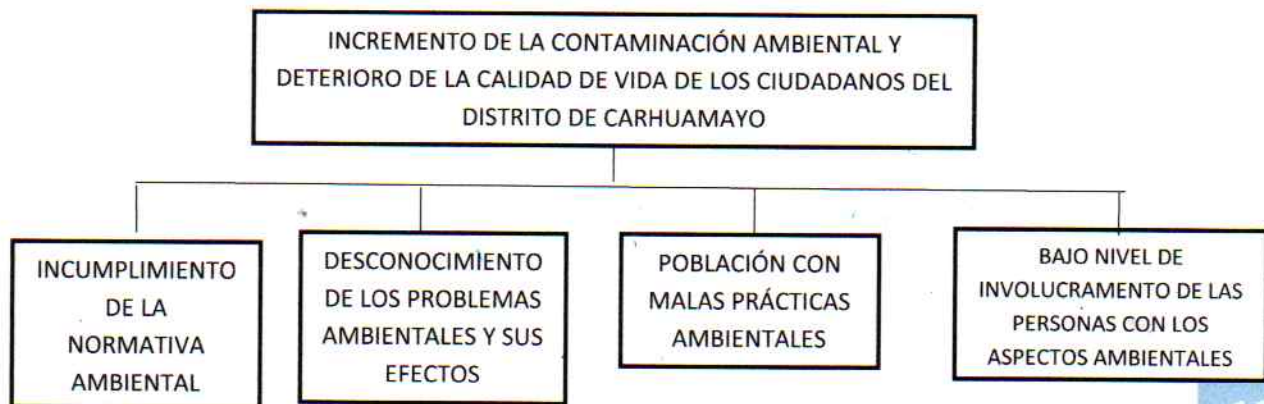 INCREMENTO DE LA CONTAMINACIÓN AMBIENTAL Y
DETERIORO DE LA CALIDAD DE VIDA DE LOS CIUDADANOS DEL
DISTRITO DE CARHUAMAYO
INCUMPLIMIENTO
DE LA
NORMATIVA
AMBIENTAL
DESCONOCIMIENTO
DE LOS PROBLEMAS
AMBIENTALES Y SUS
EFECTOS
POBLACIÓN CON
MALAS PRÁCTICAS
AMBIENTALES
BAJO NIVEL DE
INVOLUCRAMENTO DE LAS
PERSONAS CON LOS
ASPECTOS AMBIENTALES